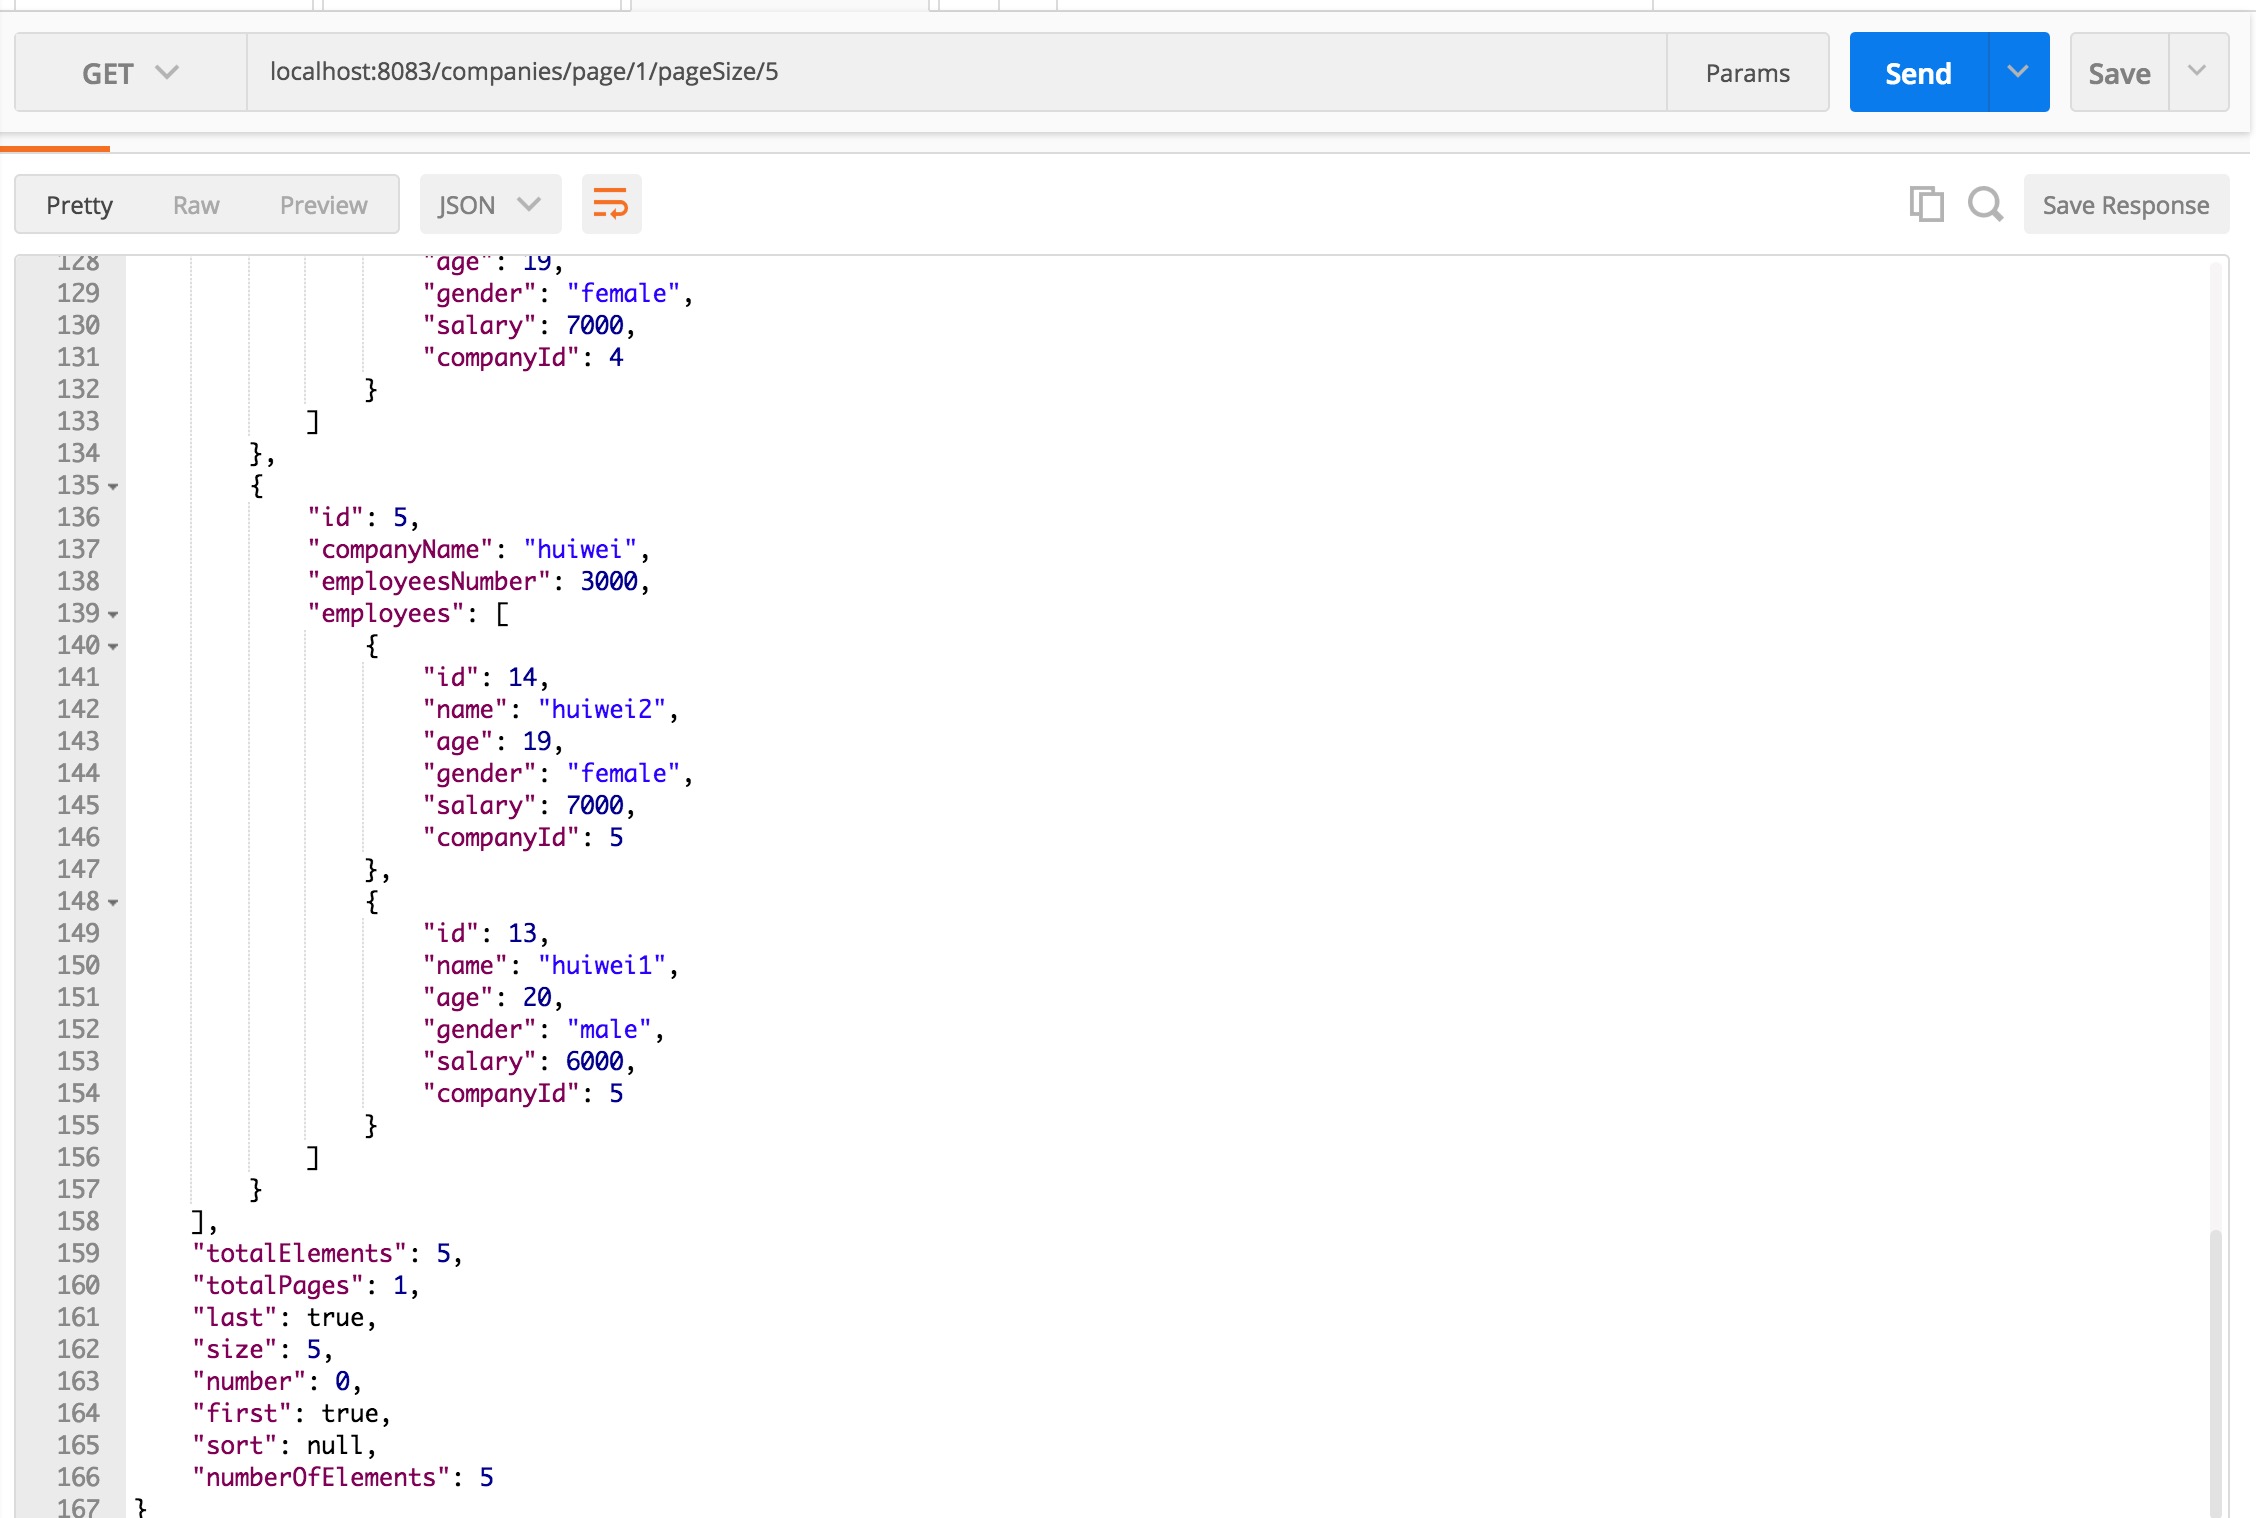 GET localhost:8083/companies/page/1/pageSize/5 Params Send Save
Pretty Raw Preview JSON Save Response
128 "age": 19,
129 "gender": "female",
130 "salary": 7000,
131 "companyId": 4
132 }
133 ]
134 },
135 {
136 "id": 5,
137 "companyName": "huiwei",
138 "employeesNumber": 3000,
139 "employees": [
140 {
141 "id": 14,
142 "name": "huiwei2",
143 "age": 19,
144 "gender": "female",
145 "salary": 7000,
146 "companyId": 5
147 },
148 {
149 "id": 13,
150 "name": "huiwei1",
151 "age": 20,
152 "gender": "male",
153 "salary": 6000,
154 "companyId": 5
155 }
156 ]
157 }
158 ],
159 "totalElements": 5,
160 "totalPages": 1,
161 "last": true,
162 "size": 5,
163 "number": 0,
164 "first": true,
165 "sort": null,
166 "numberOfElements": 5
167 }